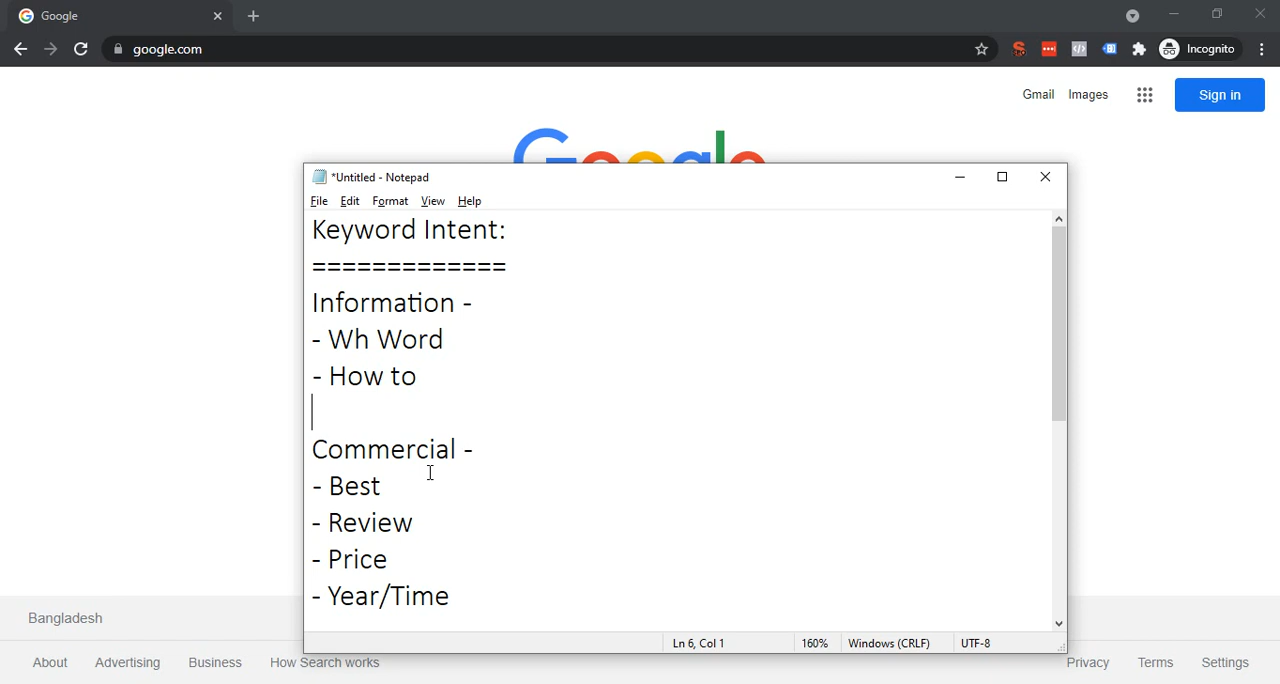 Google
google.com
Incognito
Gmail Images
Sign in
Google
*Untitled - Notepad
File Edit Format View Help
Keyword Intent:
=============
Information -
- Wh Word
- How to
Commercial -
- Best
- Review
- Price
- Year/Time
Ln 6, Col 1 160% Windows (CRLF) UTF-8
Bangladesh
About Advertising Business How Search works
Privacy Terms Settings